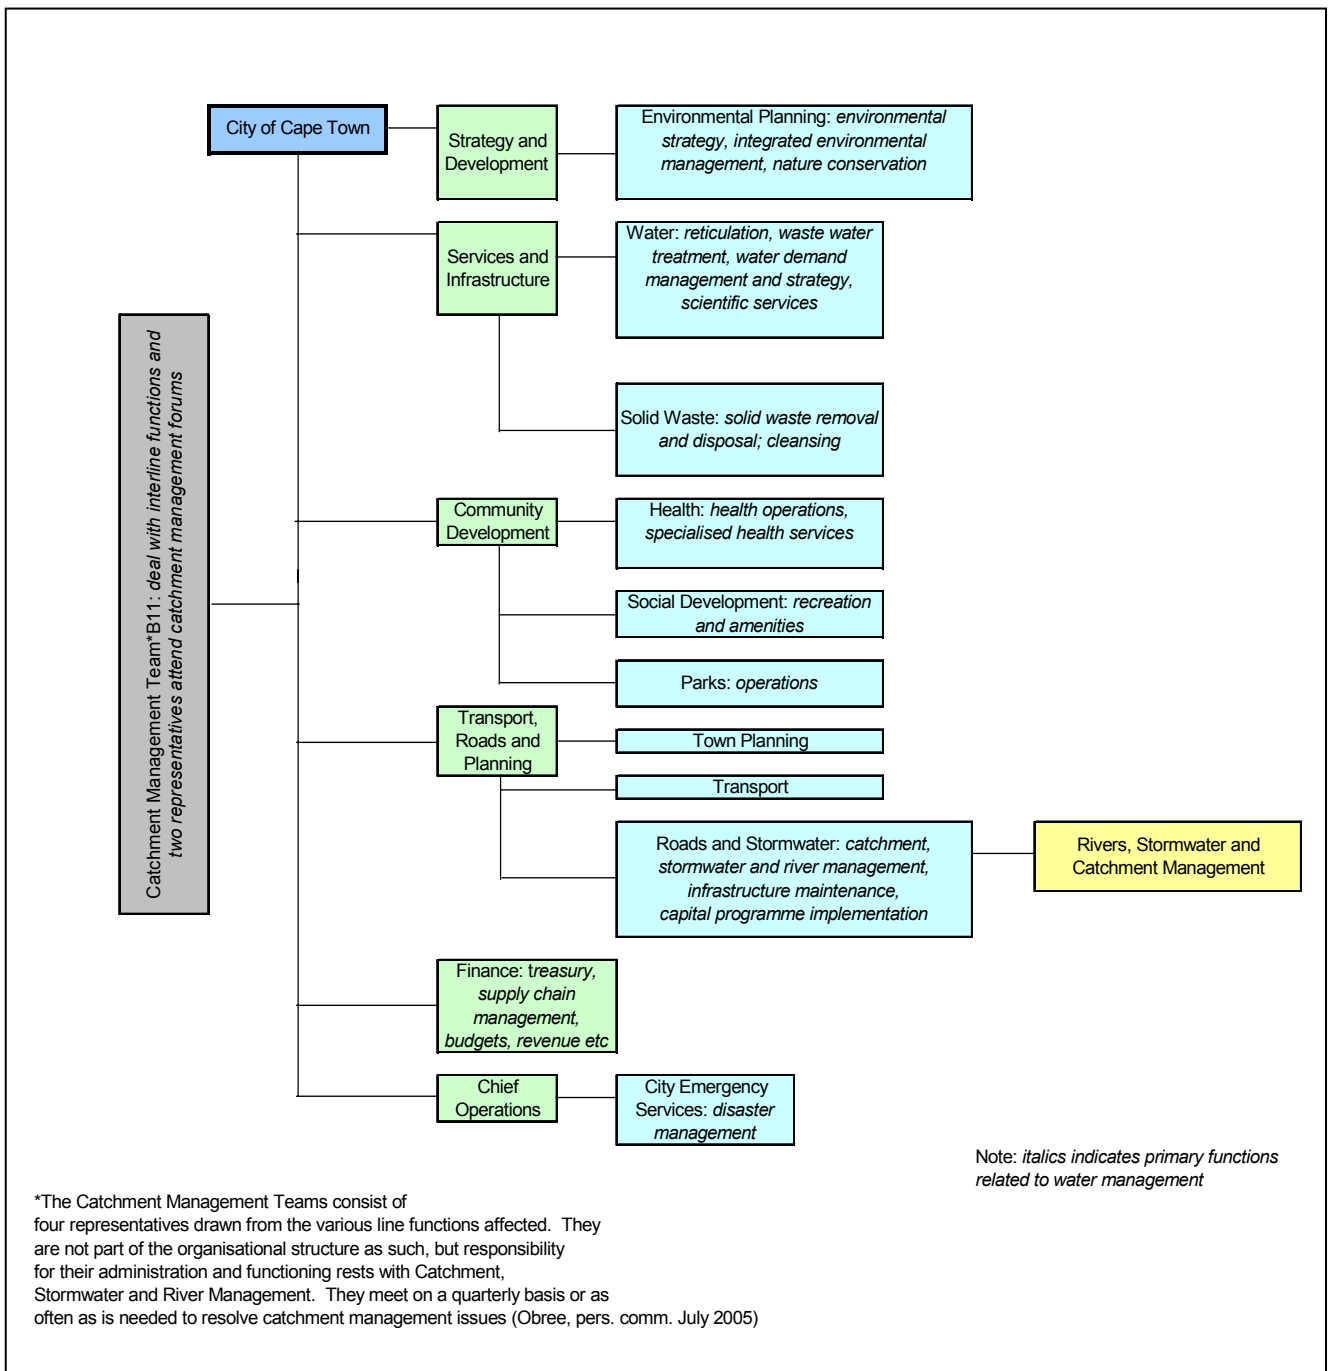 City of Cape Town
Strategy and
Development
Environmental Planning: environmental
strategy, integrated environmental
management, nature conservation
Services and
Infrastructure
Water: reticulation, waste water
treatment, water demand
management and strategy,
scientific services
Solid Waste: solid waste removal
and disposal; cleansing
Catchment Management Team*B11: deal with interline functions and
two representatives attend catchment management forums
Community
Development
Health: health operations,
specialised health services
Social Development: recreation
and amenities
Parks: operations
Transport,
Roads and
Planning
Town Planning
Transport
Roads and Stormwater: catchment,
stormwater and river management,
infrastructure maintenance,
capital programme implementation
Rivers, Stormwater and
Catchment Management
Finance: treasury,
supply chain
management,
budgets, revenue etc
Chief
Operations
City Emergency
Services: disaster
management
Note: italics indicates primary functions
related to water management
*The Catchment Management Teams consist of
four representatives drawn from the various line functions affected. They
are not part of the organisational structure as such, but responsibility
for their administration and functioning rests with Catchment,
Stormwater and River Management. They meet on a quarterly basis or as
often as is needed to resolve catchment management issues (Obree, pers. comm. July 2005)